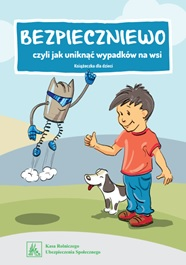 BEZPIECZNIEWO
czyli jak uniknąć wypadków na wsi
Książeczka dla dzieci
Kasa Rolniczego
Ubezpieczenia Społecznego